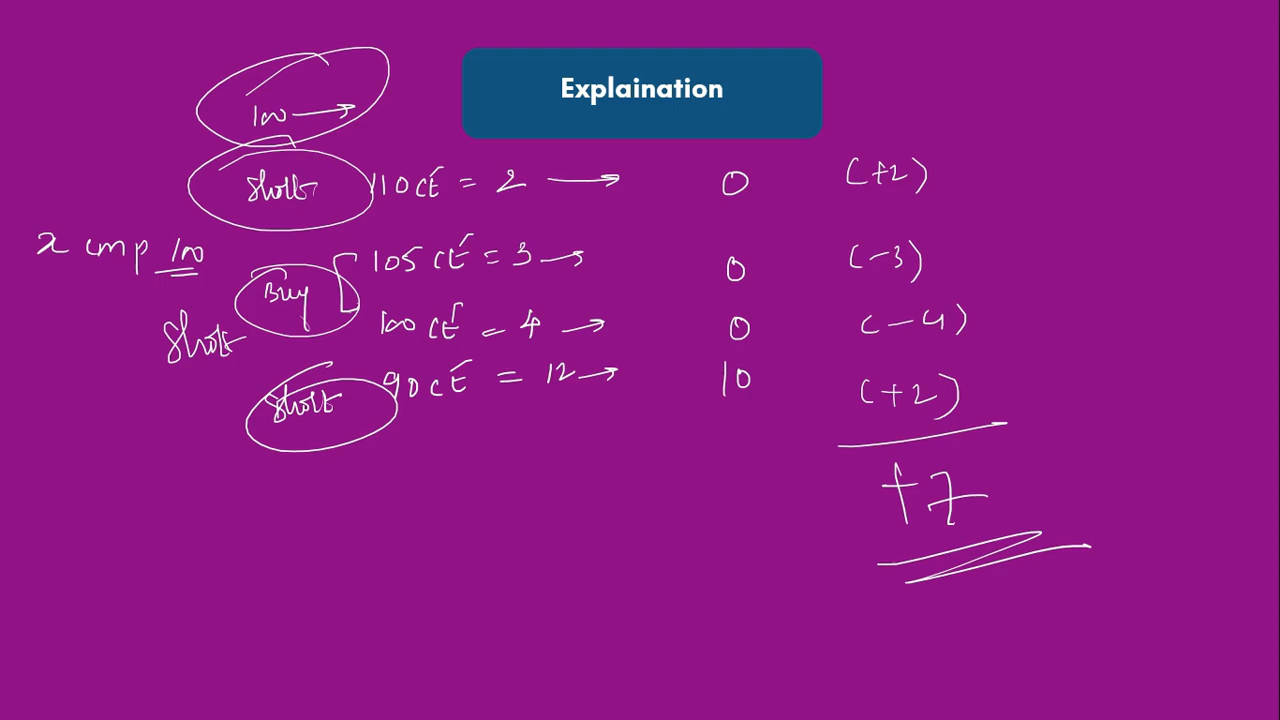 Explaination
100 →
Short 110 CE = 2 → 0 (+2)
x cmp 100
Buy 105 CE = 3 → 0 (-3)
Short 100 CE = 4 → 0 (-4)
Short 90 CE = 12 → 10 (+2)
+7